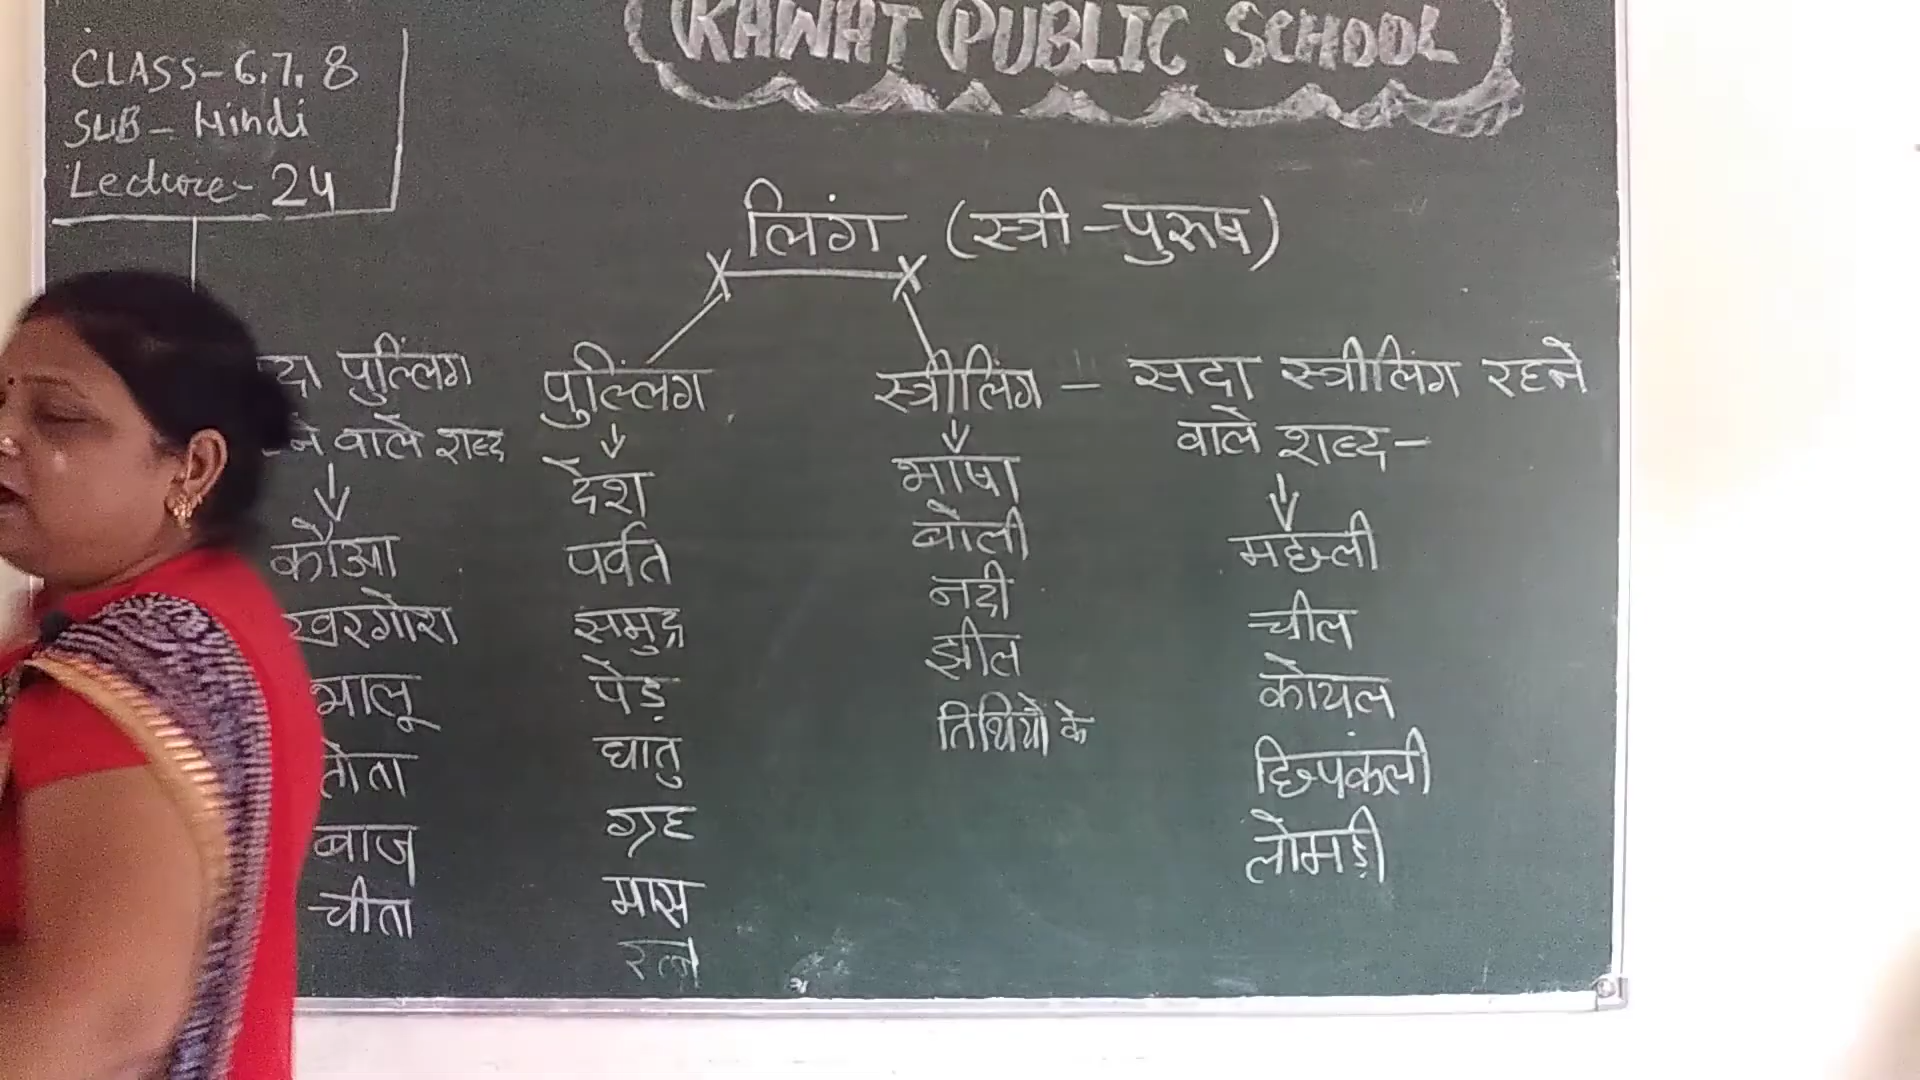 RAWAT PUBLIC SCHOOL
CLASS-6.7.8
SUB-Hindi
Lecture-24
लिंग (स्त्री-पुरुष)
पुल्लिंग
वाले शब्द
कौआ
खरगोश
भालू
तोता
बाज
चीता
पुल्लिंग
देश
पर्वत
समुद्र
पेड़
धातु
ग्रह
मास
रत्न
स्त्रीलिंग - सदा स्त्रीलिंग रहने
वाले शब्द-
भाषा
बोली
नदी
झील
तिथियों के
मछली
चील
कोयल
छिपकली
लोमड़ी